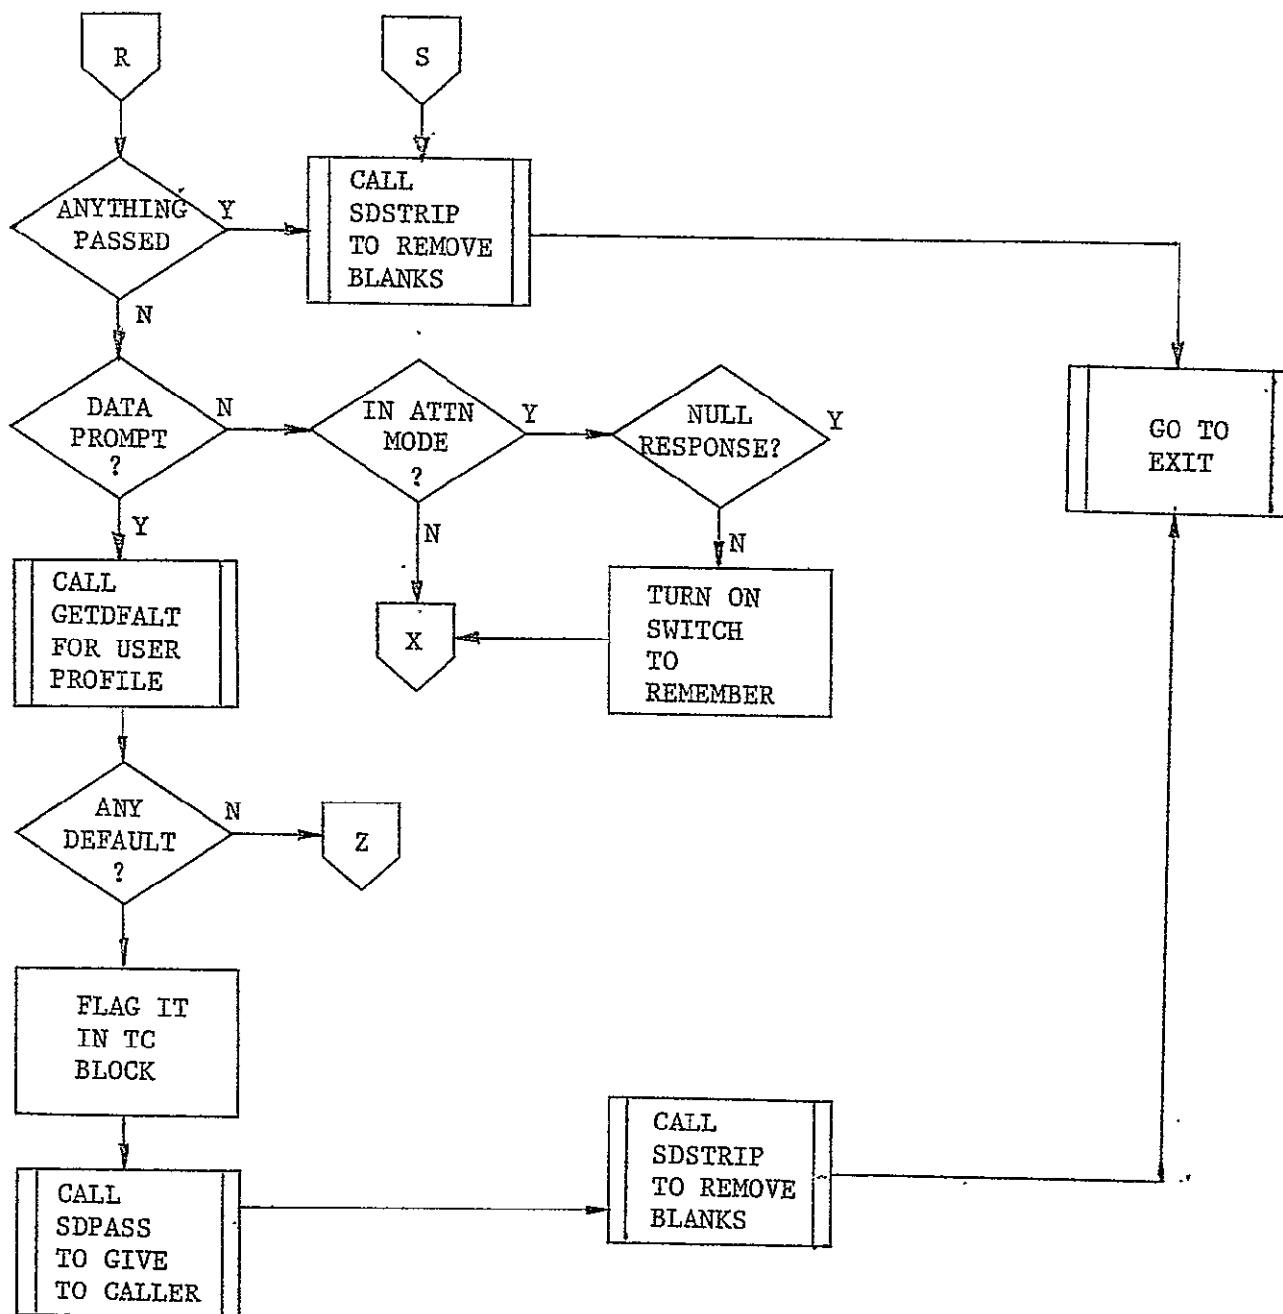 R
S
ANYTHING
PASSED
Y
CALL
SDSTRIP
TO REMOVE
BLANKS
N
DATA
PROMPT
?
N
IN ATTN
MODE
?
Y
NULL
RESPONSE?
Y
GO TO
EXIT
Y
N
N
CALL
GETDFALT
FOR USER
PROFILE
X
TURN ON
SWITCH
TO
REMEMBER
ANY
DEFAULT
?
N
Z
FLAG IT
IN TC
BLOCK
CALL
SDPASS
TO GIVE
TO CALLER
CALL
SDSTRIP
TO REMOVE
BLANKS